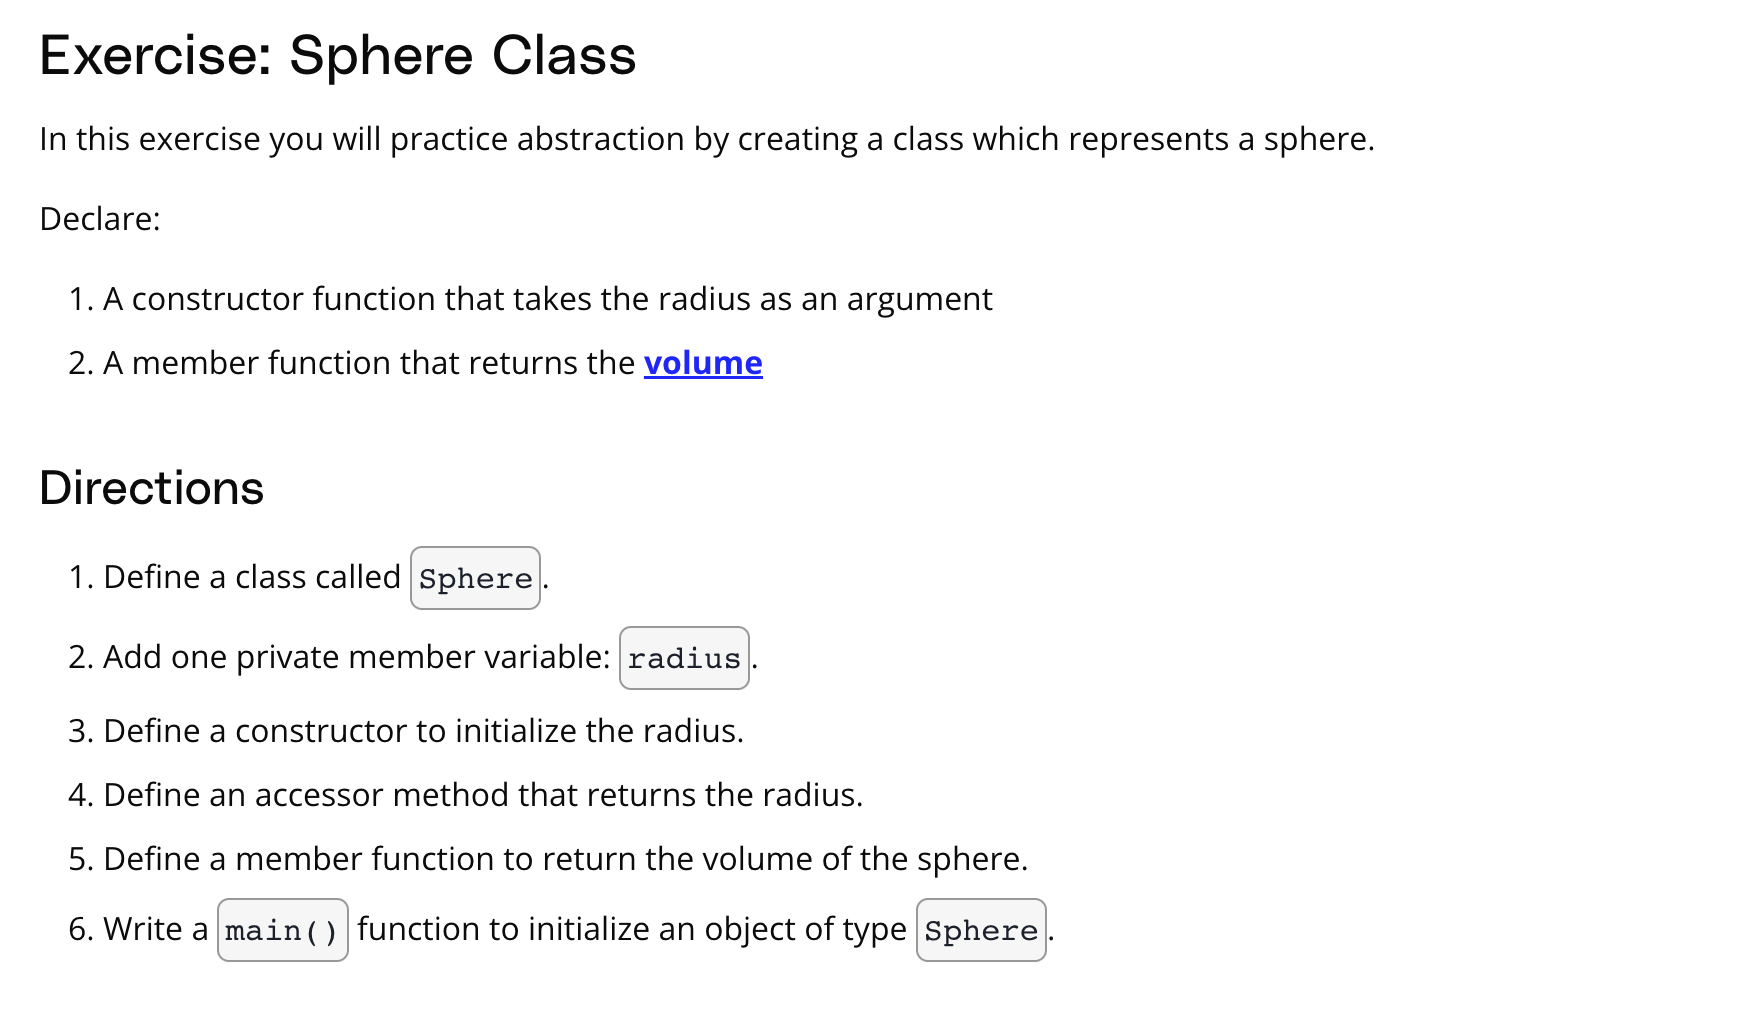 Exercise: Sphere Class
In this exercise you will practice abstraction by creating a class which represents a sphere.
Declare:
1. A constructor function that takes the radius as an argument
2. A member function that returns the volume
Directions
1. Define a class called Sphere.
2. Add one private member variable: radius.
3. Define a constructor to initialize the radius.
4. Define an accessor method that returns the radius.
5. Define a member function to return the volume of the sphere.
6. Write a main() function to initialize an object of type Sphere.